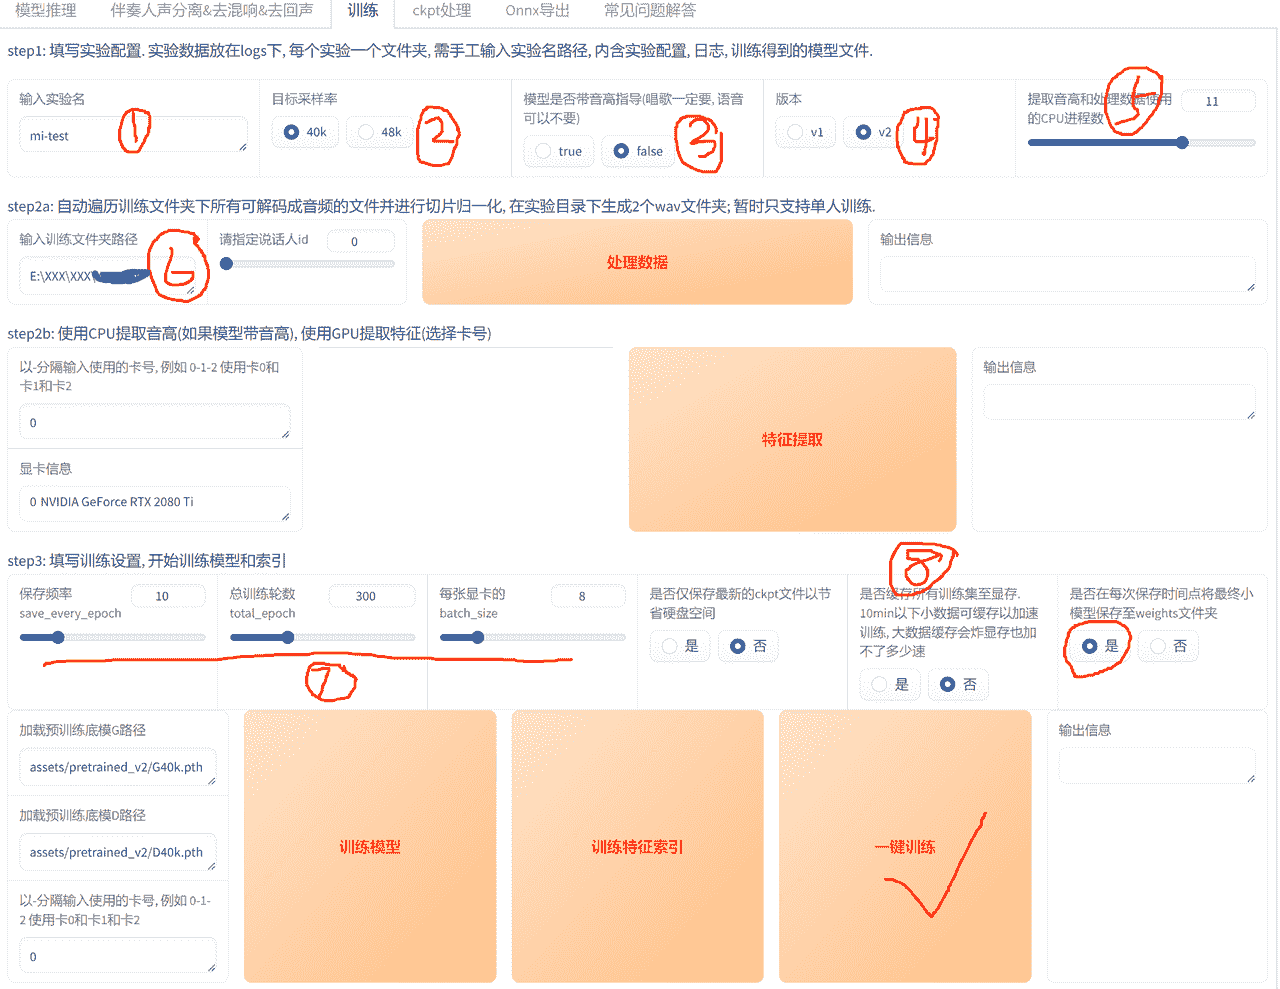 模型推理 伴奏人声分离&去混响&去回声 训练 ckpt处理 Onnx导出 常见问题解答
step1: 填写实验配置. 实验数据放在logs下, 每个实验一个文件夹, 需手工输入实验名路径, 内含实验配置, 日志, 训练得到的模型文件.
输入实验名
mi-test
1
目标采样率
40k 48k
2
模型是否带音高指导(唱歌一定要, 语音
可以不要)
true false
3
版本
v1 v2
4
提取音高和处理数据使用
的CPU进程数
11
5
step2a: 自动遍历训练文件夹下所有可解码成音频的文件并进行切片归一化, 在实验目录下生成2个wav文件夹; 暂时只支持单人训练.
输入训练文件夹路径
E:\XXX\XXX\
6
请指定说话人id
0
处理数据
输出信息
step2b: 使用CPU提取音高(如果模型带音高), 使用GPU提取特征(选择卡号)
以-分隔输入使用的卡号, 例如 0-1-2 使用卡0和
卡1和卡2
0
显卡信息
0 NVIDIA GeForce RTX 2080 Ti
特征提取
输出信息
step3: 填写训练设置, 开始训练模型和索引
保存频率
save_every_epoch
10
总训练轮数
total_epoch
300
每张显卡的
batch_size
8
7
是否仅保存最新的ckpt文件以节
省硬盘空间
是 否
8
是否缓存所有训练集至显存.
10min以下小数据可缓存以加速
训练, 大数据缓存会炸显存也加
不了多少速
是 否
是否在每次保存时间点将最终小
模型保存至weights文件夹
是 否
加载预训练底模G路径
assets/pretrained_v2/G40k.pth
加载预训练底模D路径
assets/pretrained_v2/D40k.pth
以-分隔输入使用的卡号, 例如 0-1-
2 使用卡0和卡1和卡2
0
训练模型
训练特征索引
一键训练
输出信息